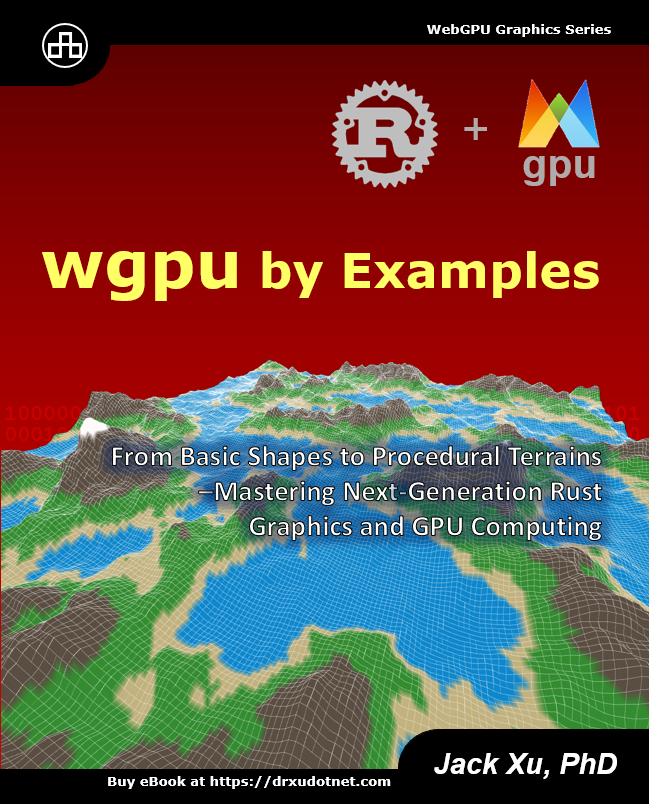 WebGPU Graphics Series
R + gpu
wgpu by Examples
From Basic Shapes to Procedural Terrains
—Mastering Next-Generation Rust
Graphics and GPU Computing
Jack Xu, PhD
Buy eBook at https://drxudotnet.com